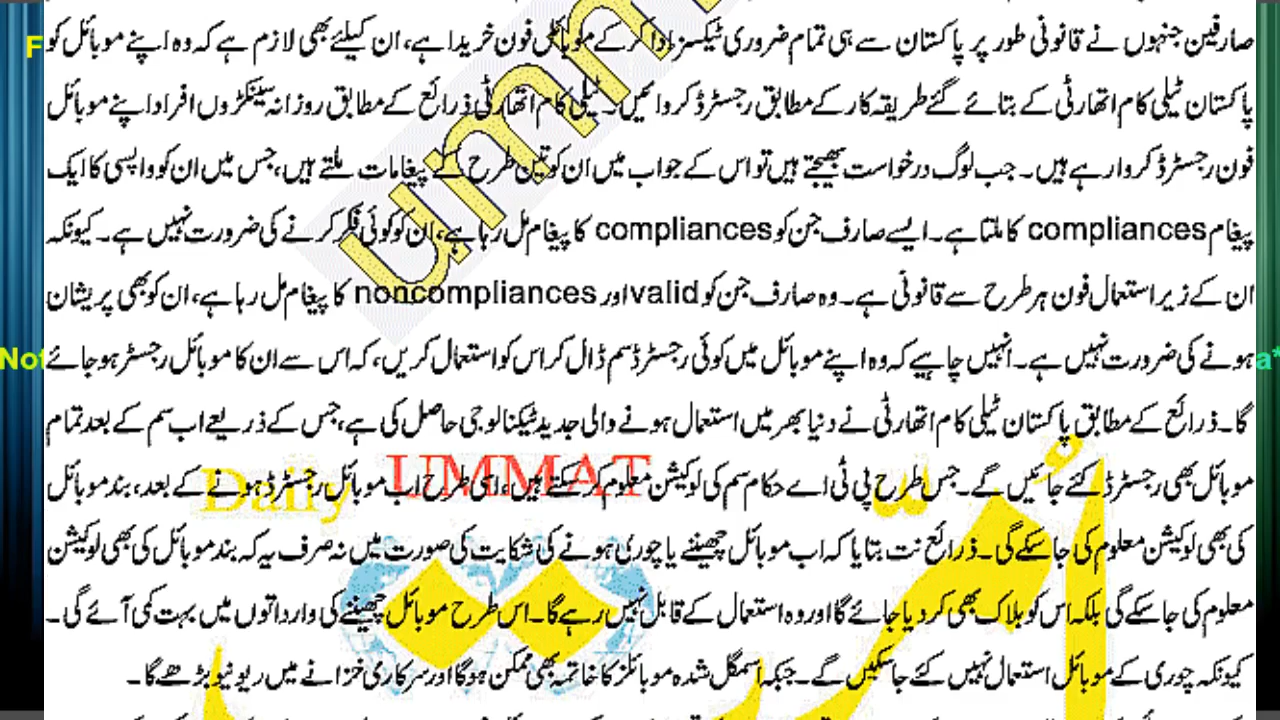 صارفین جنہوں نے قانونی طور پر پاکستان سے ہی تمام ضروری ٹیکسز ادا کر کے موبائل فون خریدا ہے، ان کیلئے بھی لازم ہے کہ وہ اپنے موبائل کو
پاکستان ٹیلی کام اتھارٹی کے بتائے گئے طریقہ کار کے مطابق رجسٹرڈ کروائیں۔ ٹیلی کام اتھارٹی ذرائع کے مطابق روزانہ سینکڑوں افراد اپنے موبائل
فون رجسٹرڈ کروا رہے ہیں۔ جب لوگ درخواست بھیجتے ہیں تو اس کے جواب میں ان کو تین طرح کے پیغامات ملتے ہیں، جس میں ان کو واپسی کا ایک
پیغام compliances کا ملتا ہے۔ ایسے صارف جن کو compliances کا پیغام مل رہا ہے، ان کو کوئی فکر کرنے کی ضرورت نہیں ہے۔ کیونکہ
ان کے زیر استعمال فون ہر طرح سے قانونی ہے۔ وہ صارف جن کو valid اور noncompliances کا پیغام مل رہا ہے، ان کو بھی پریشان
ہونے کی ضرورت نہیں ہے۔ انہیں چاہیے کہ وہ اپنے موبائل میں کوئی رجسٹرڈ سم ڈال کر اس کو استعمال کریں، کہ اس سے ان کا موبائل رجسٹر ہو جائے
گا۔ ذرائع کے مطابق پاکستان ٹیلی کام اتھارٹی نے دنیا بھر میں استعمال ہونے والی جدید ٹیکنالوجی حاصل کی ہے، جس کے ذریعے اب سم کے بعد تمام
موبائل بھی رجسٹرڈ کئے جائیں گے۔ جس طرح پی ٹی اے حکام سم کی لوکیشن معلوم کر سکتے ہیں، اسی طرح اب موبائل رجسٹرڈ ہونے کے بعد، بند موبائل
کی بھی لوکیشن معلوم کی جا سکے گی۔ ذرائع نت بتایا کہ اب موبائل چھیننے یا چوری ہونے کی شکایت کی صورت میں نہ صرف یہ کہ بند موبائل کی بھی لوکیشن
معلوم کی جا سکے گی بلکہ اس کو بلاک بھی کر دیا جائے گا اور وہ استعمال کے قابل نہیں رہے گا۔ اس طرح موبائل چھیننے کی وارداتوں میں بہت کمی آئے گی۔
کیونکہ چوری کے موبائل استعمال نہیں کئے جا سکیں گے۔ جبکہ اسمگل شدہ موبائلز کا خاتمہ بھی ممکن ہو گا اور سرکاری خزانے میں ریونیو بڑھے گا۔
Daily UMMAT
اُمّت
umm
F
Not
a*